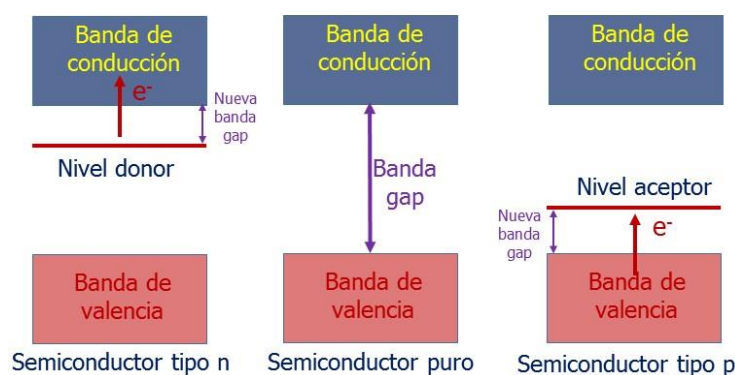 Banda de
conducción
e-
Nueva
banda
gap
Nivel donor
Banda de
valencia
Semiconductor tipo n
Banda de
conducción
Banda
gap
Banda de
valencia
Semiconductor puro
Banda de
conducción
Nivel aceptor
Nueva
banda
gap
e-
Banda de
valencia
Semiconductor tipo p